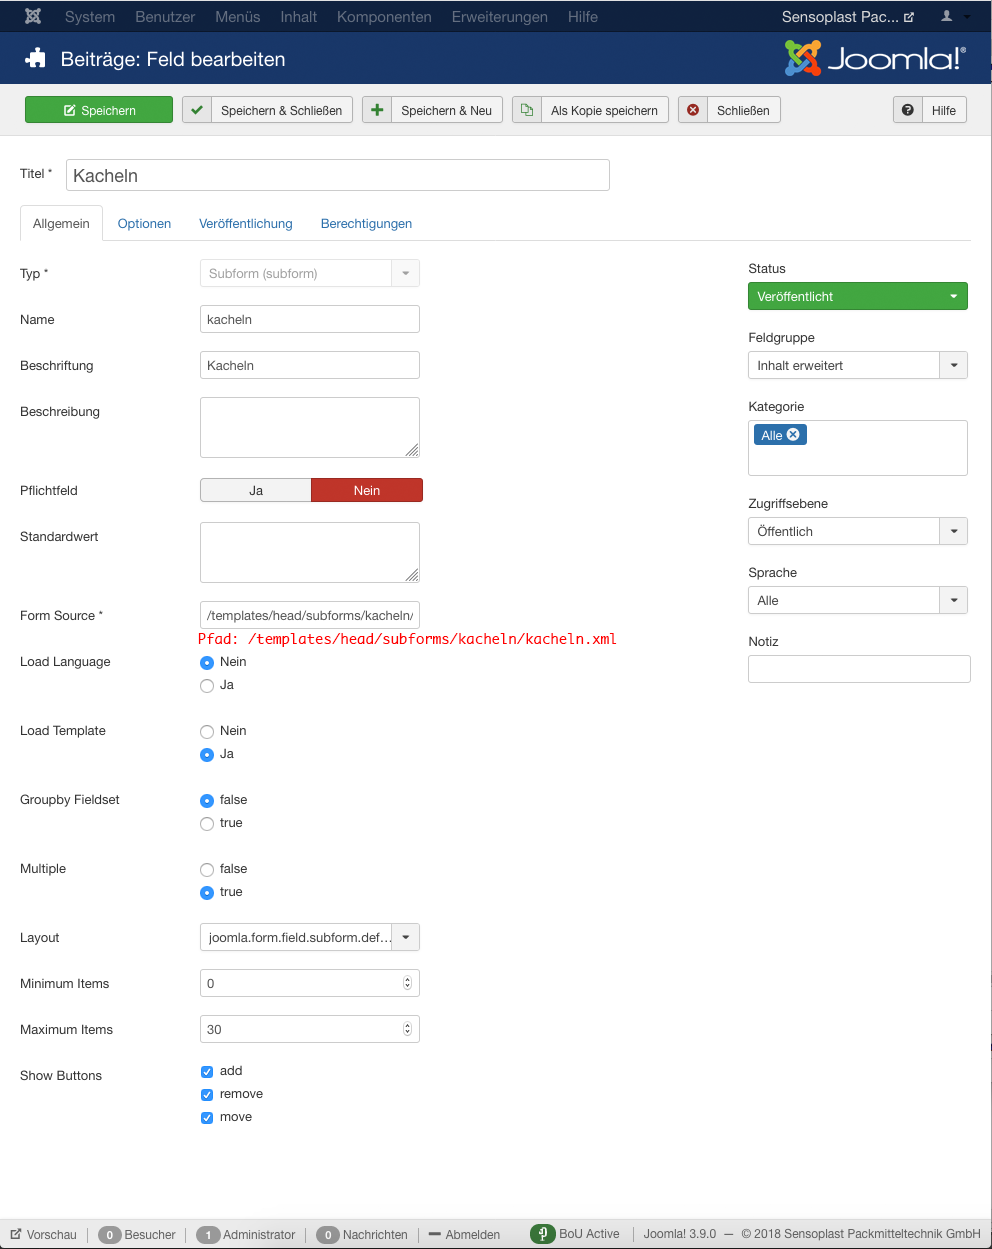 System Benutzer Menüs Inhalt Komponenten Erweiterungen Hilfe Sensoplast Pac...
Beiträge: Feld bearbeiten Joomla!®
Speichern Speichern & Schließen Speichern & Neu Als Kopie speichern Schließen Hilfe
Titel * Kacheln
Allgemein Optionen Veröffentlichung Berechtigungen
Typ * Subform (subform)
Name kacheln
Beschriftung Kacheln
Beschreibung
Pflichtfeld Ja Nein
Standardwert
Form Source * /templates/head/subforms/kacheln/
Pfad: /templates/head/subforms/kacheln/kacheln.xml
Load Language Nein
Ja
Load Template Nein
Ja
Groupby Fieldset false
true
Multiple false
true
Layout joomla.form.field.subform.def...
Minimum Items 0
Maximum Items 30
Show Buttons add
remove
move
Status
Veröffentlicht
Feldgruppe
Inhalt erweitert
Kategorie
Alle
Zugriffsebene
Öffentlich
Sprache
Alle
Notiz
Vorschau 0 Besucher 1 Administrator 0 Nachrichten Abmelden BoU Active Joomla! 3.9.0 — © 2018 Sensoplast Packmitteltechnik GmbH